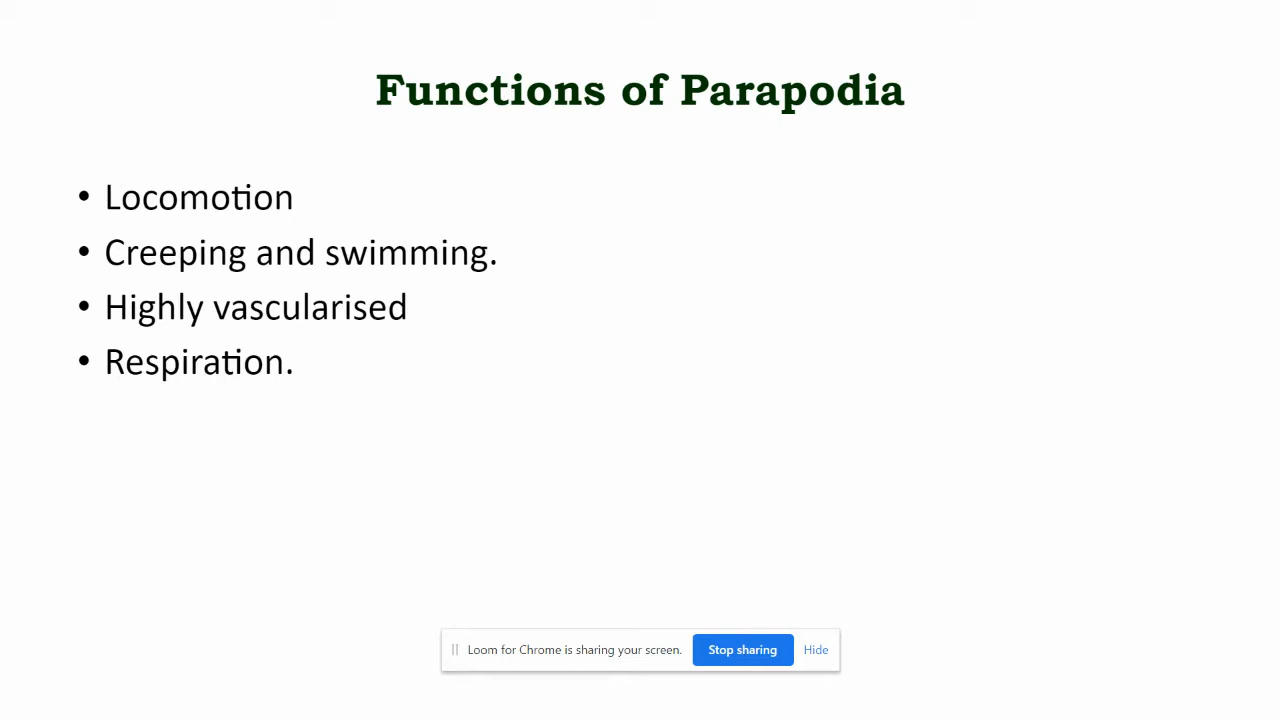 Functions of Parapodia
• Locomotion
• Creeping and swimming.
• Highly vascularised
• Respiration.
Loom for Chrome is sharing your screen. Stop sharing Hide